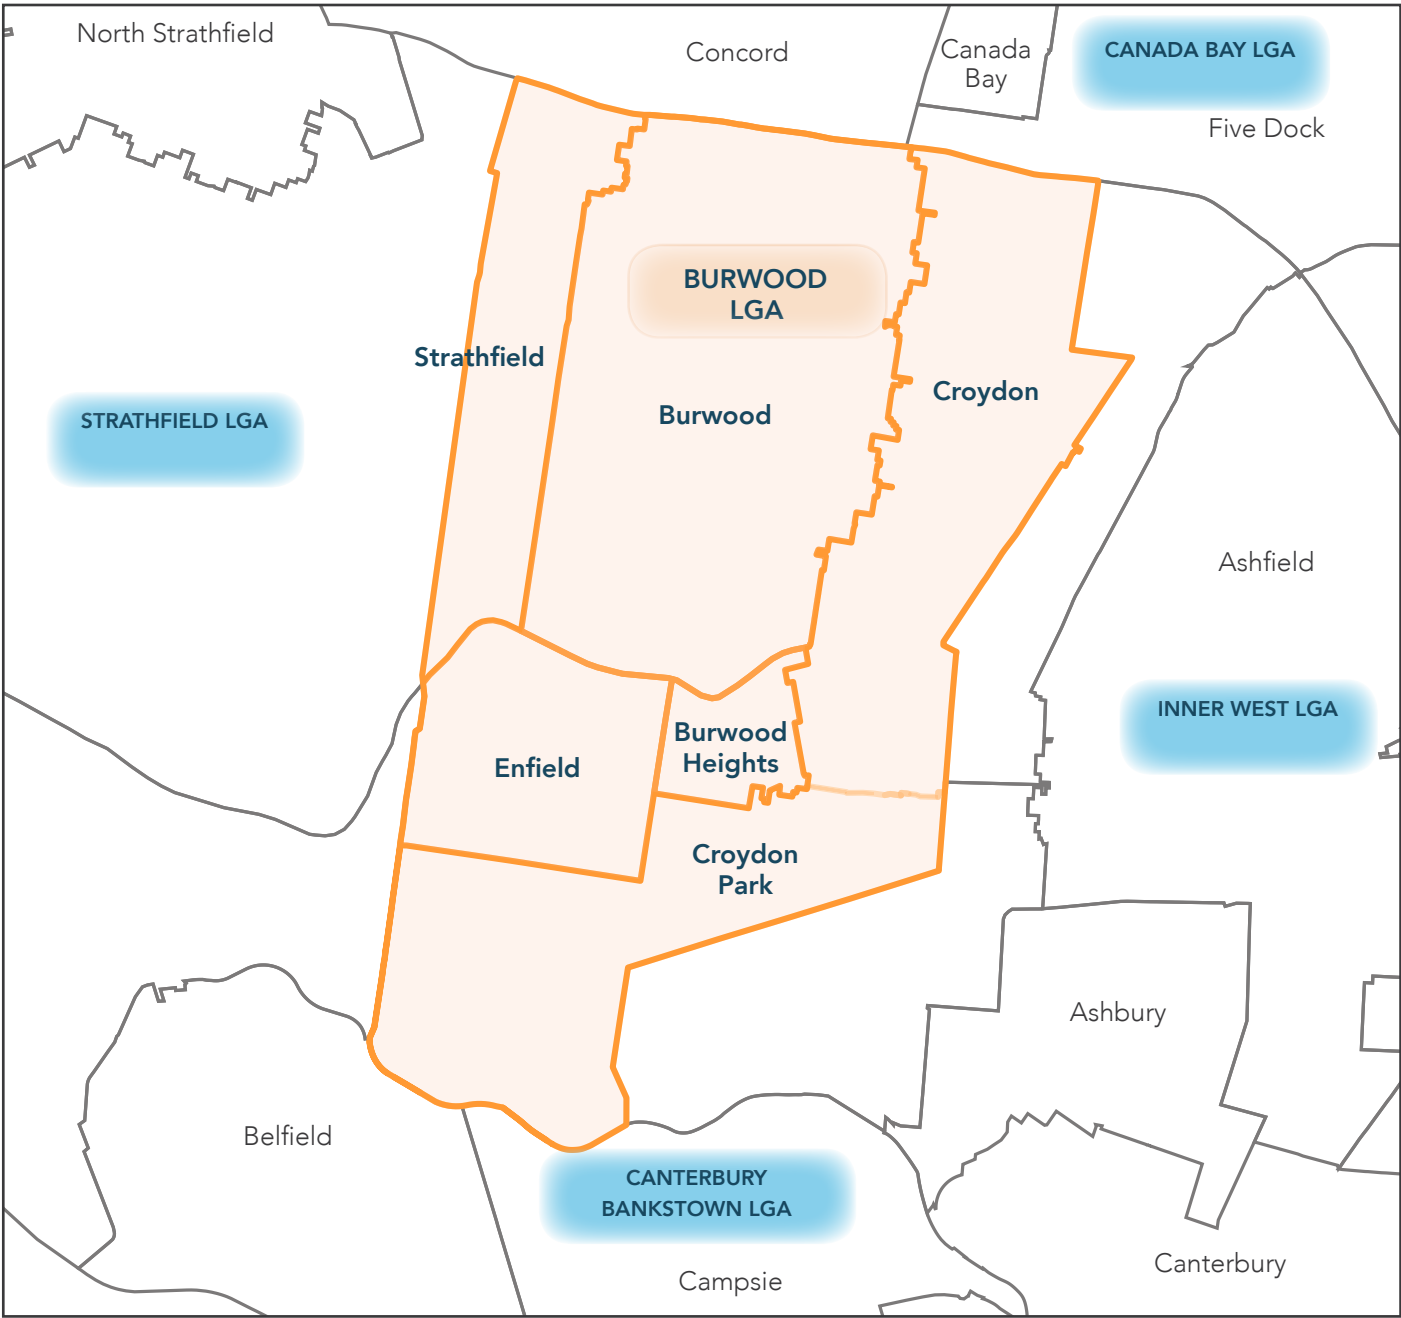 North Strathfield
Concord
Canada
Bay
CANADA BAY LGA
Five Dock
BURWOOD
LGA
Strathfield
Burwood
Croydon
STRATHFIELD LGA
Ashfield
INNER WEST LGA
Burwood
Heights
Enfield
Croydon
Park
Ashbury
Belfield
CANTERBURY
BANKSTOWN LGA
Campsie
Canterbury